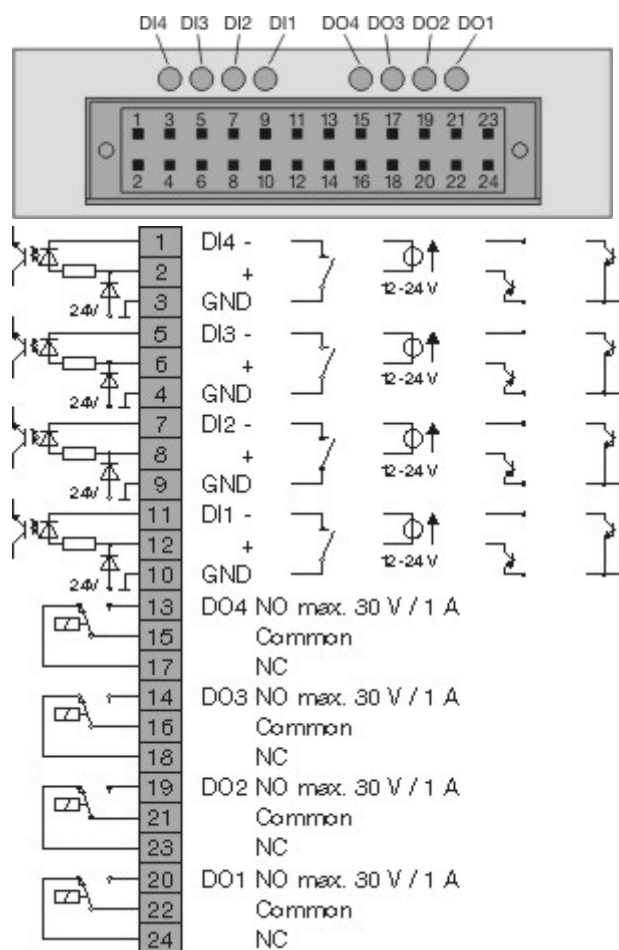 DI4 DI3 DI2 DI1 DO4 DO3 DO2 DO1
1 3 5 7 9 11 13 15 17 19 21 23
2 4 6 8 10 12 14 16 18 20 22 24
1 DI4 -
2 +
12-24 V
24V 3 GND
5 DI3 -
6 +
12-24 V
24V 4 GND
7 DI2 -
8 +
12-24 V
24V 9 GND
11 DI1 -
12 +
12-24 V
24V 10 GND
13 DO4 NO max. 30 V / 1 A
15 Common
17 NC
14 DO3 NO max. 30 V / 1 A
16 Common
18 NC
19 DO2 NO max. 30 V / 1 A
21 Common
23 NC
20 DO1 NO max. 30 V / 1 A
22 Common
24 NC